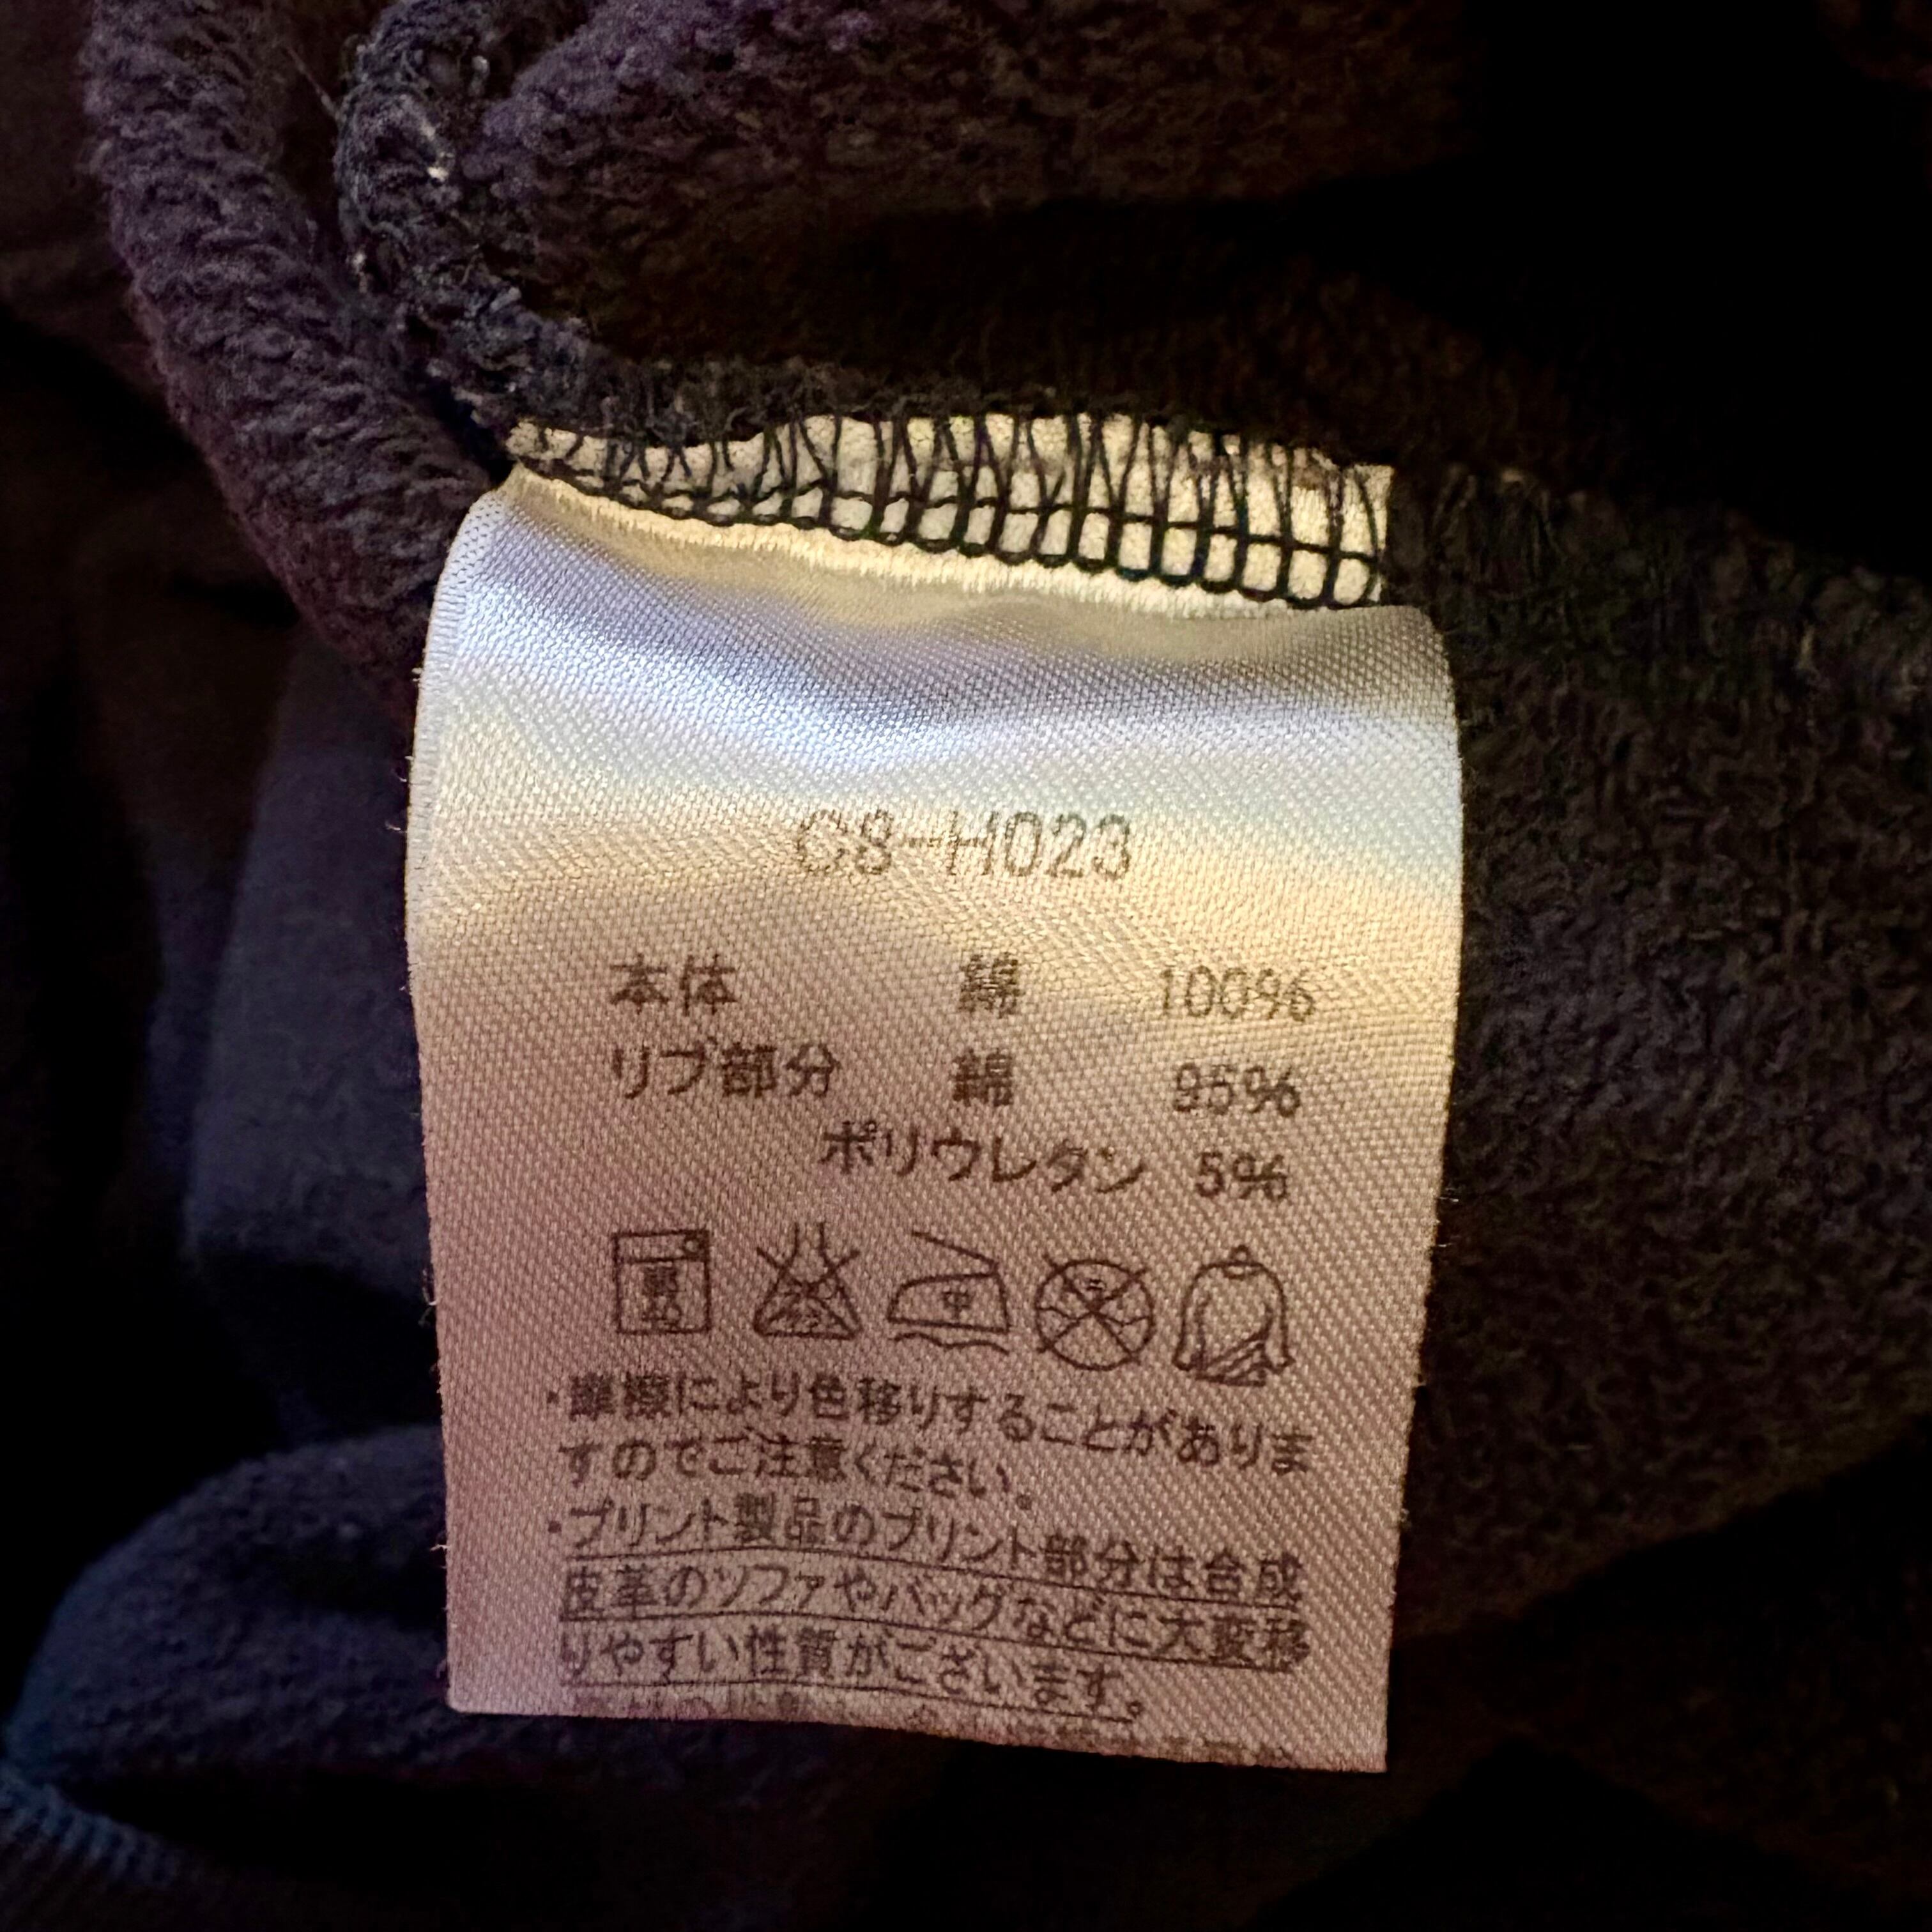 C8-H023
本体 綿 100%
リブ部分 綿 95%
ポリウレタン 5%
中
・摩擦により色移りすることがありま
すのでご注意ください。
・プリント製品のプリント部分は合成
皮革のソファやバッグなどに大変移
りやすい性質がございます。